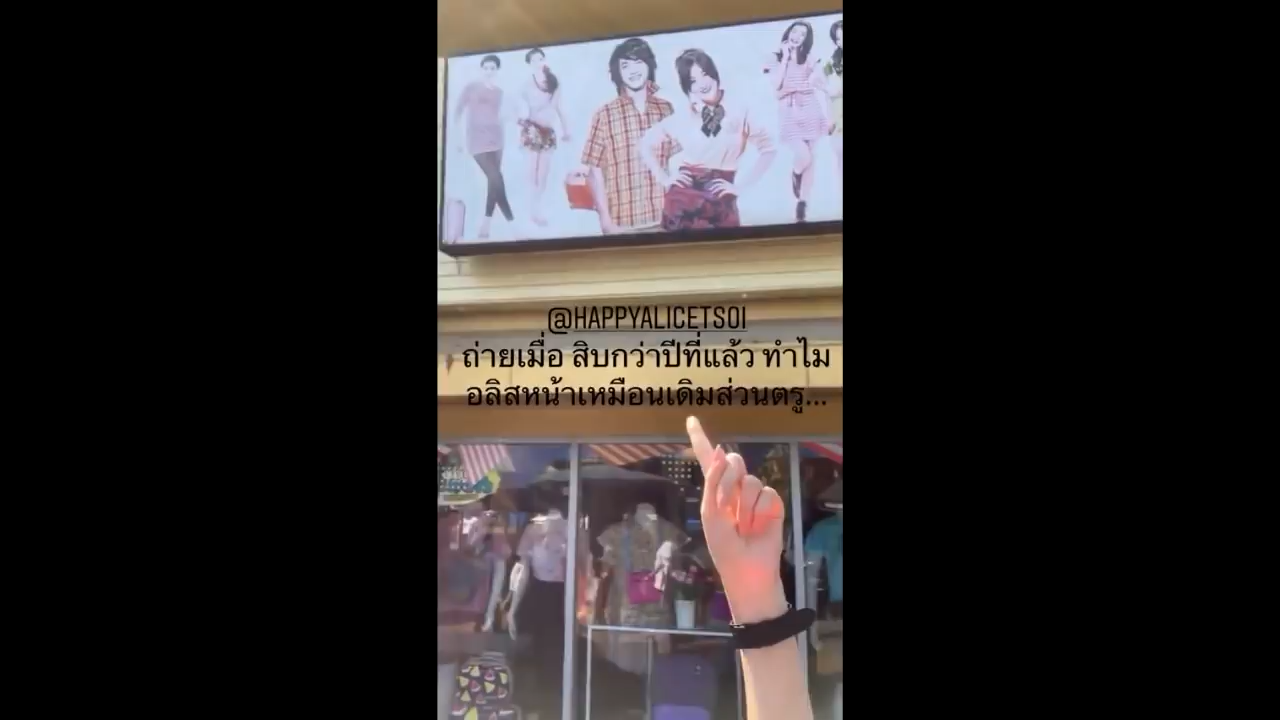 @HAPPYALICETSOI
ถ่ายเมื่อ สิบกว่าปีที่แล้ว ทำไม
อลิสหน้าเหมือนเดิมส่วนตรู...